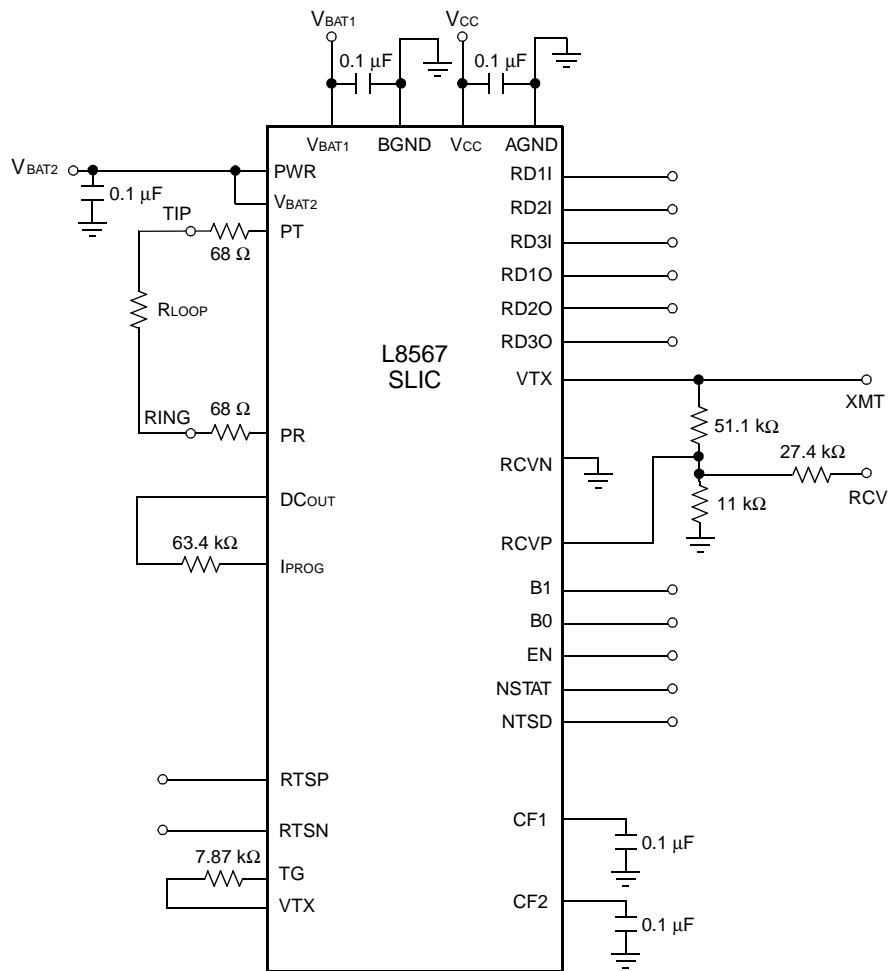 VBAT1
VCC
0.1 µF
0.1 µF
VBAT1
BGND
VCC
AGND
VBAT2
PWR
0.1 µF
VBAT2
TIP
PT
68 Ω
RLOOP
RING
68 Ω
PR
DCOUT
63.4 kΩ
IPROG
RTSP
RTSN
7.87 kΩ
TG
VTX
L8567
SLIC
RD1I
RD2I
RD3I
RD1O
RD2O
RD3O
VTX
XMT
51.1 kΩ
27.4 kΩ
RCVN
RCV
11 kΩ
RCVP
B1
B0
EN
NSTAT
NTSD
CF1
0.1 µF
CF2
0.1 µF